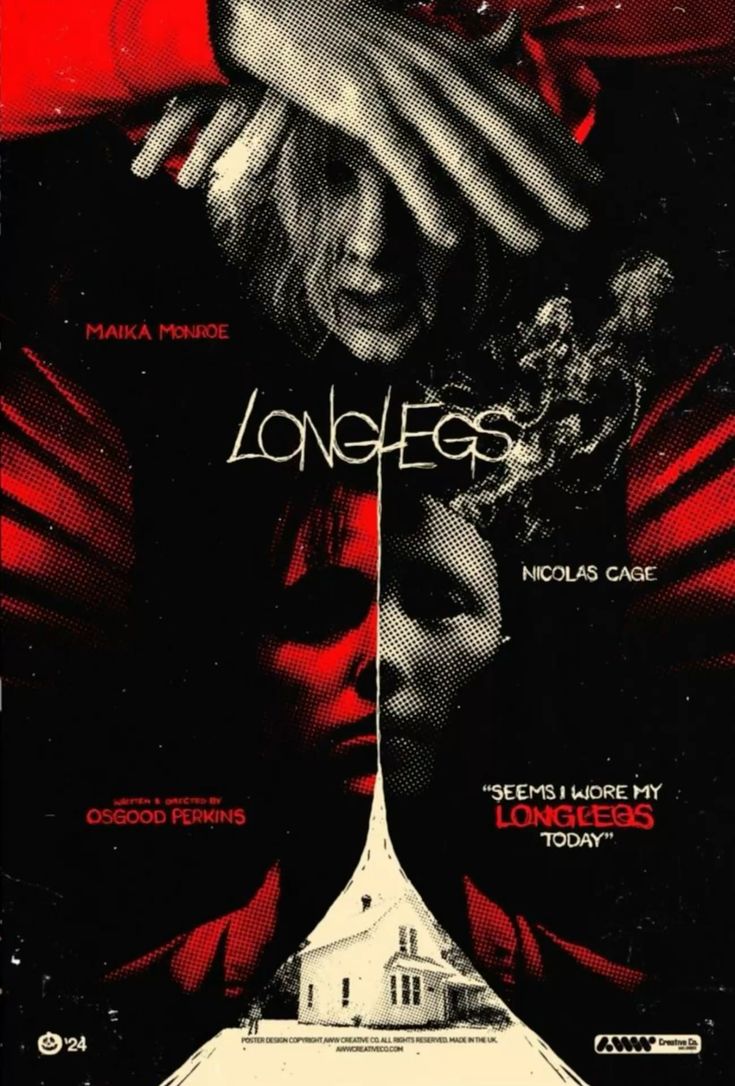 MAIKA MONROE
LONGLEGS
NICOLAS CAGE
WRITTEN & DIRECTED BY
OSGOOD PERKINS
"SEEMS I WORE MY
LONGLEGS
TODAY"
'24
POSTER DESIGN COPYRIGHT AWW CREATIVE CO. ALL RIGHTS RESERVED. MADE IN THE UK.
AWWCREATIVECO.COM
AWW Creative Co.